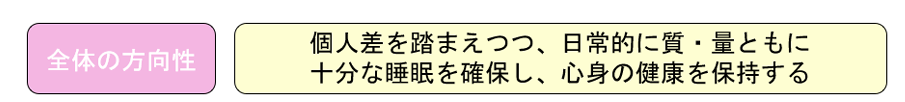 全体の方向性
個人差を踏まえつつ、日常的に質・量ともに
十分な睡眠を確保し、心身の健康を保持する